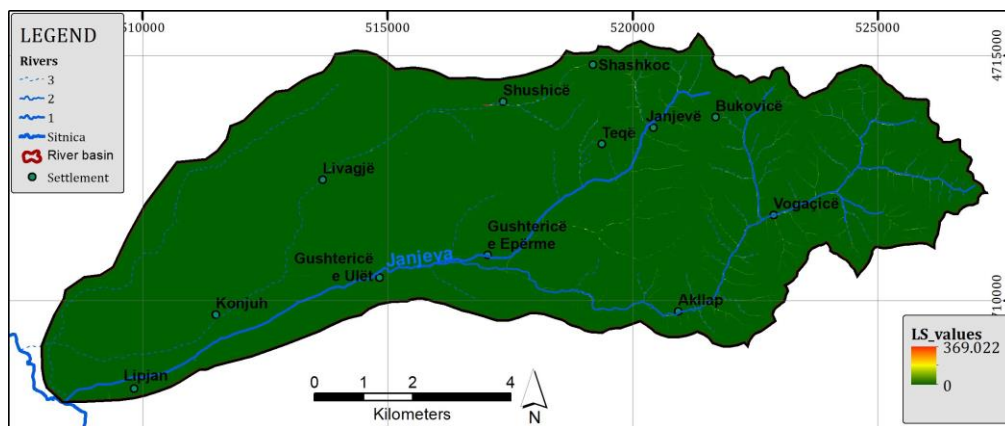 510000
515000
520000
525000
4715000
4710000
LEGEND
Rivers
3
2
1
Sitnica
River basin
Settlement
Shashkoc
Shushicë
Bukovicë
Janjevë
Teqë
Livagjë
Vogaçicë
Gushtericë
e Epërme
Janjeva
Gushtericë
e Ulët
Konjuh
Akllap
Lipjan
0 1 2 4
Kilometers
N
LS_values
369.022
0